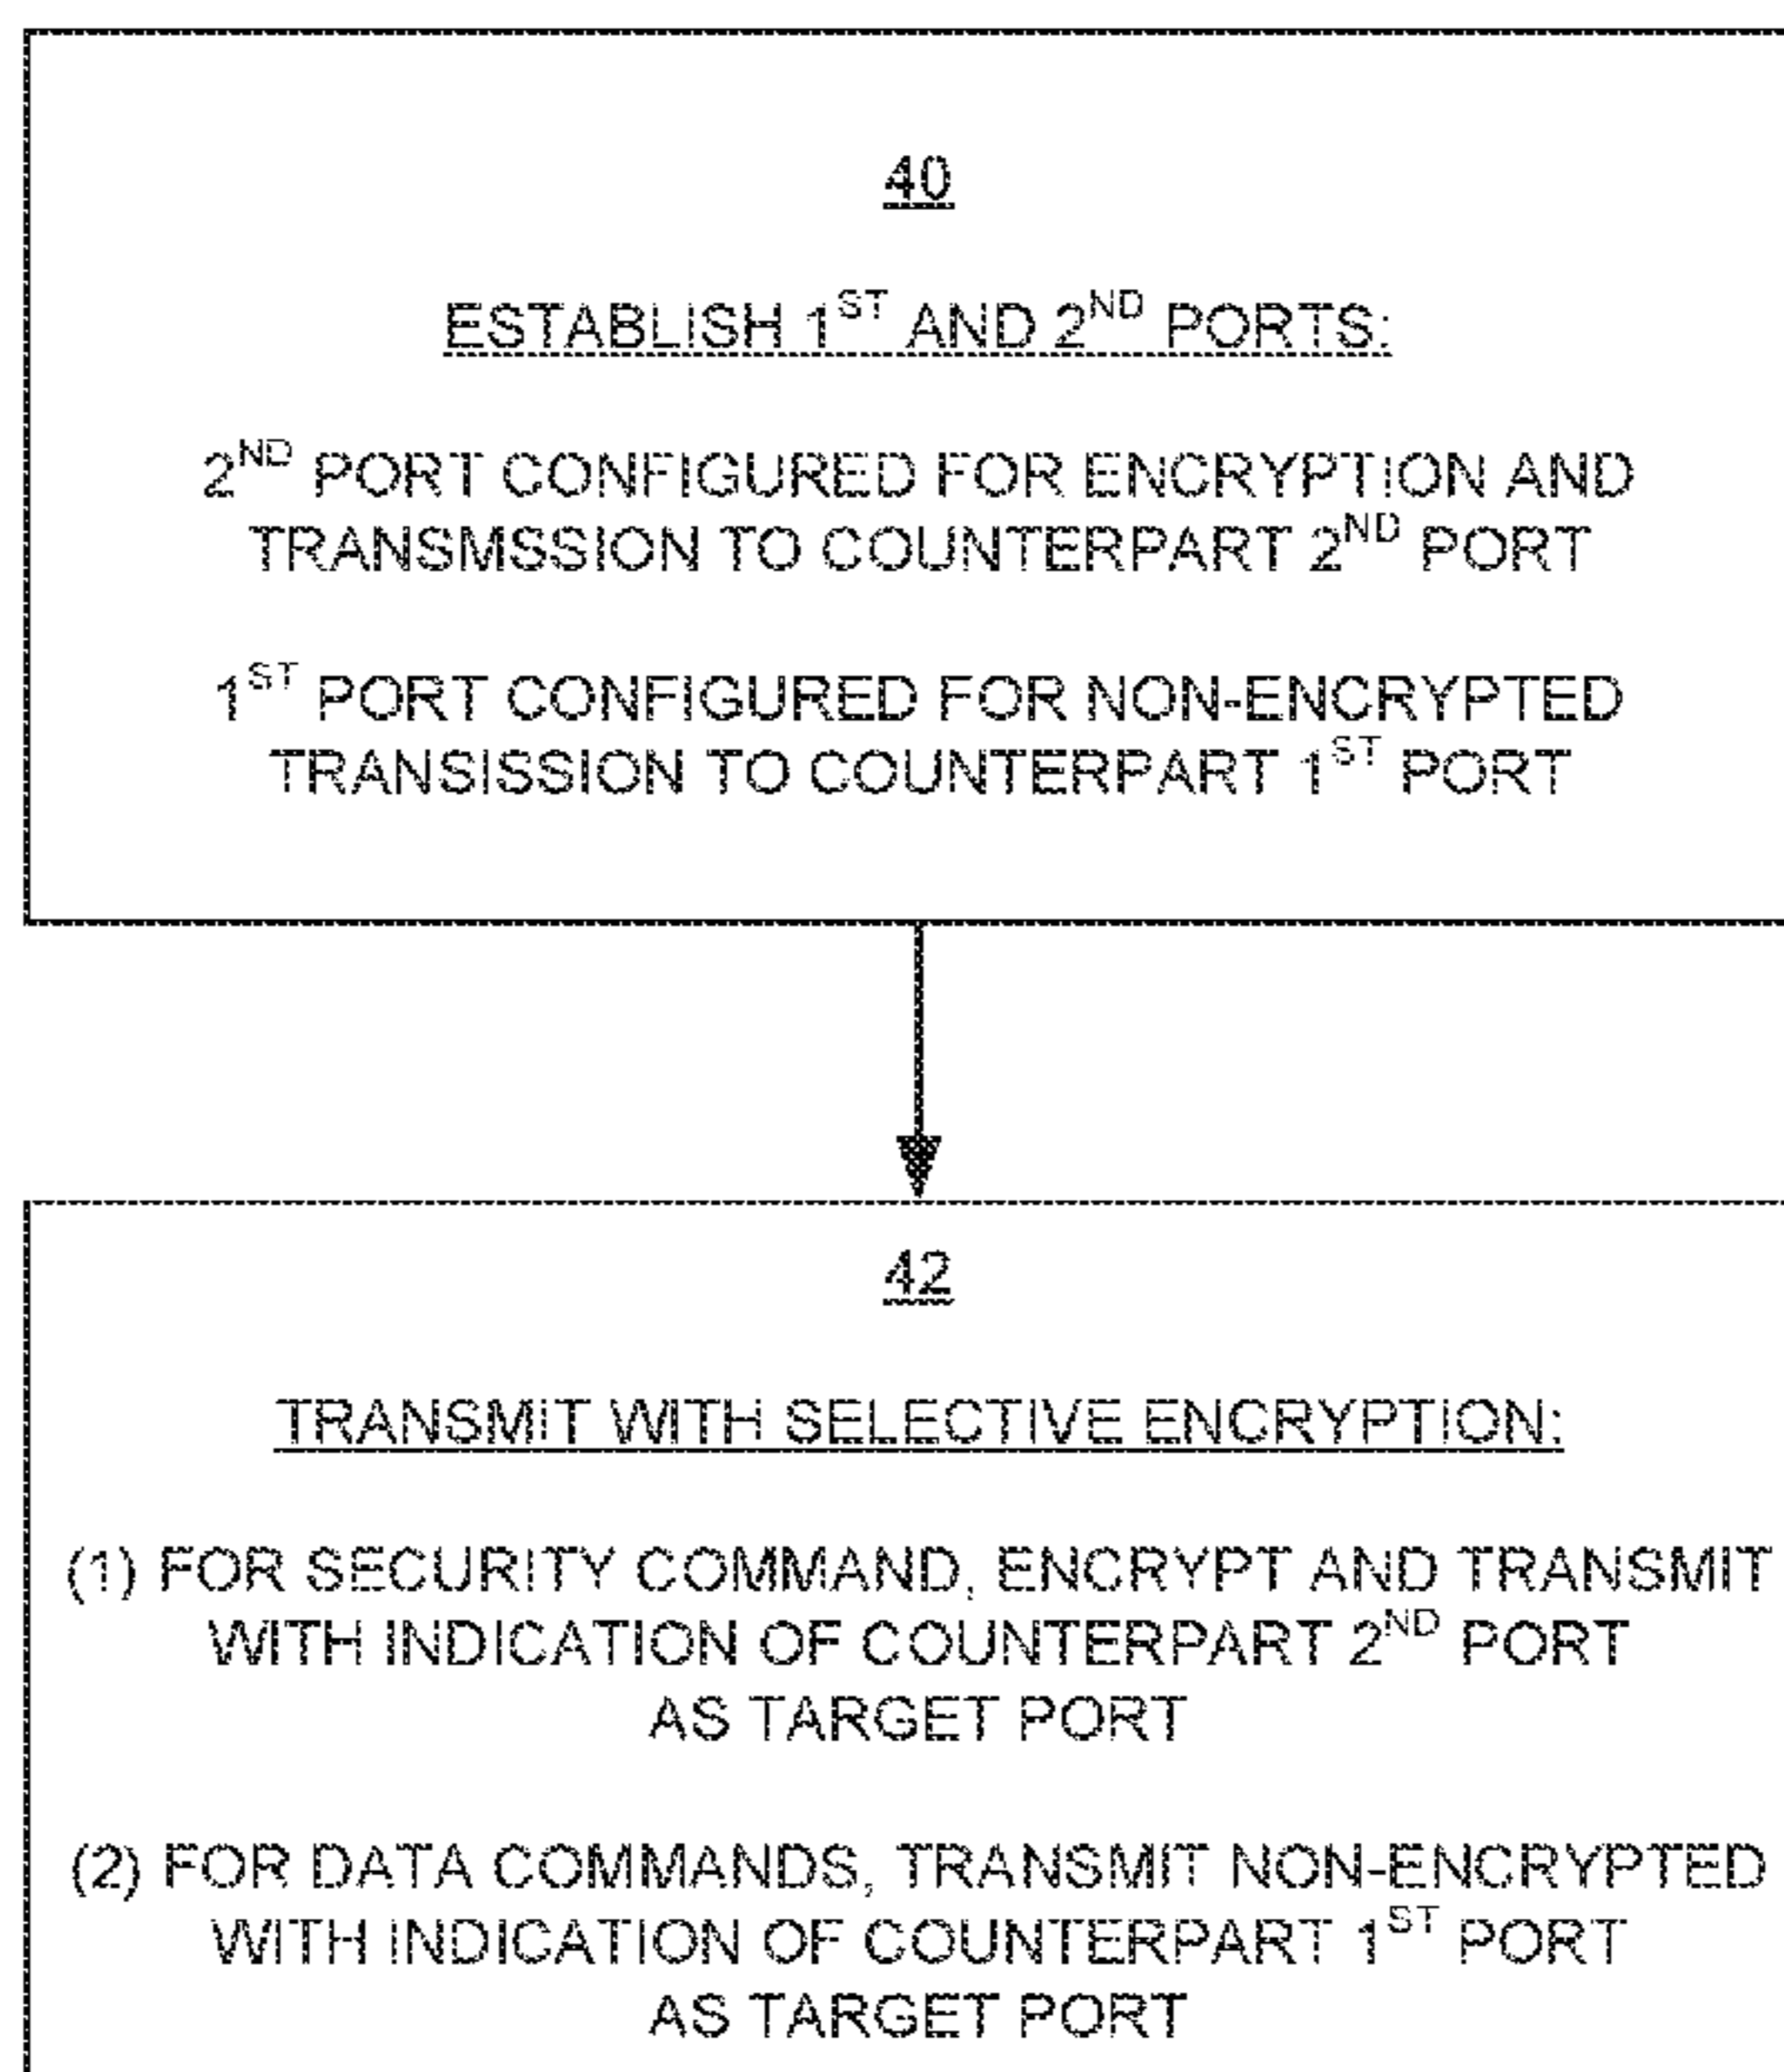 40
ESTABLISH 1ST AND 2ND PORTS:
2ND PORT CONFIGURED FOR ENCRYPTION AND
TRANSMSSION TO COUNTERPART 2ND PORT
1ST PORT CONFIGURED FOR NON-ENCRYPTED
TRANSISSION TO COUNTERPART 1ST PORT
42
TRANSMIT WITH SELECTIVE ENCRYPTION:
(1) FOR SECURITY COMMAND, ENCRYPT AND TRANSMIT
WITH INDICATION OF COUNTERPART 2ND PORT
AS TARGET PORT
(2) FOR DATA COMMANDS, TRANSMIT NON-ENCRYPTED
WITH INDICATION OF COUNTERPART 1ST PORT
AS TARGET PORT